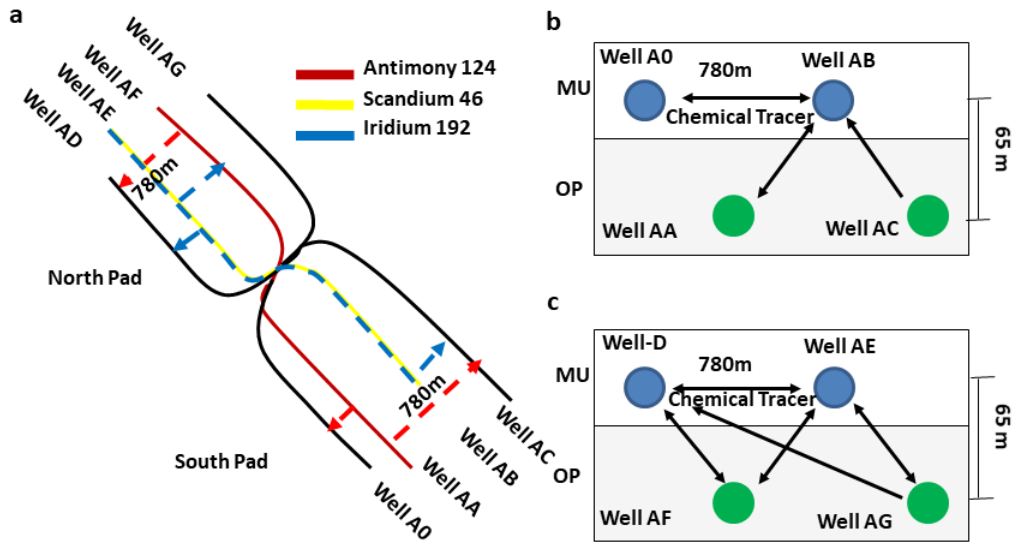 a
Well AG
Well AF
Well AE
Well AD
Antimony 124
Scandium 46
Iridium 192
780m
North Pad
780m
South Pad
Well AC
Well AB
Well AA
Well A0
b
Well A0
780m
Well AB
MU
Chemical Tracer
65 m
OP
Well AA
Well AC
c
Well-D
780m
Well AE
MU
Chemical Tracer
65 m
OP
Well AF
Well AG